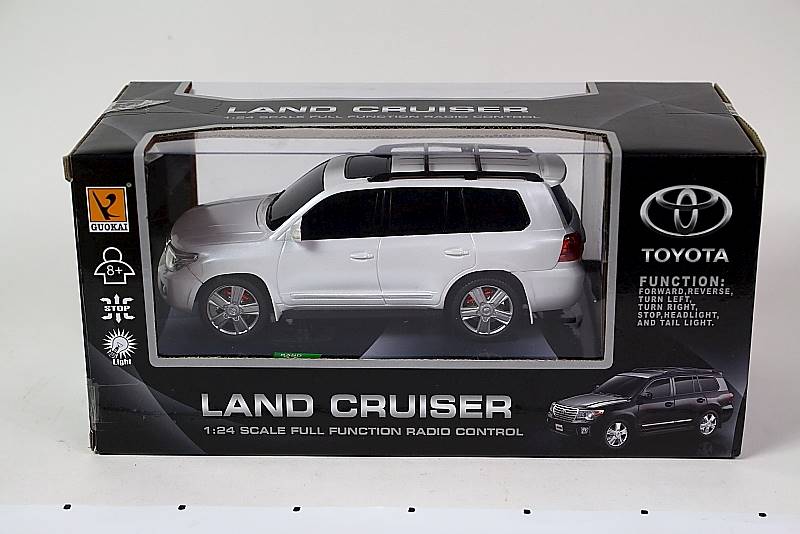 LAND CRUISER
1:24 SCALE FULL FUNCTION RADIO CONTROL
GUOKAI
8+
STOP
Light
TOYOTA
FUNCTION:
FORWARD,REVERSE,
TURN LEFT,
TURN RIGHT,
STOP,HEADLIGHT,
AND TAIL LIGHT.
LAND CRUISER
1:24 SCALE FULL FUNCTION RADIO CONTROL